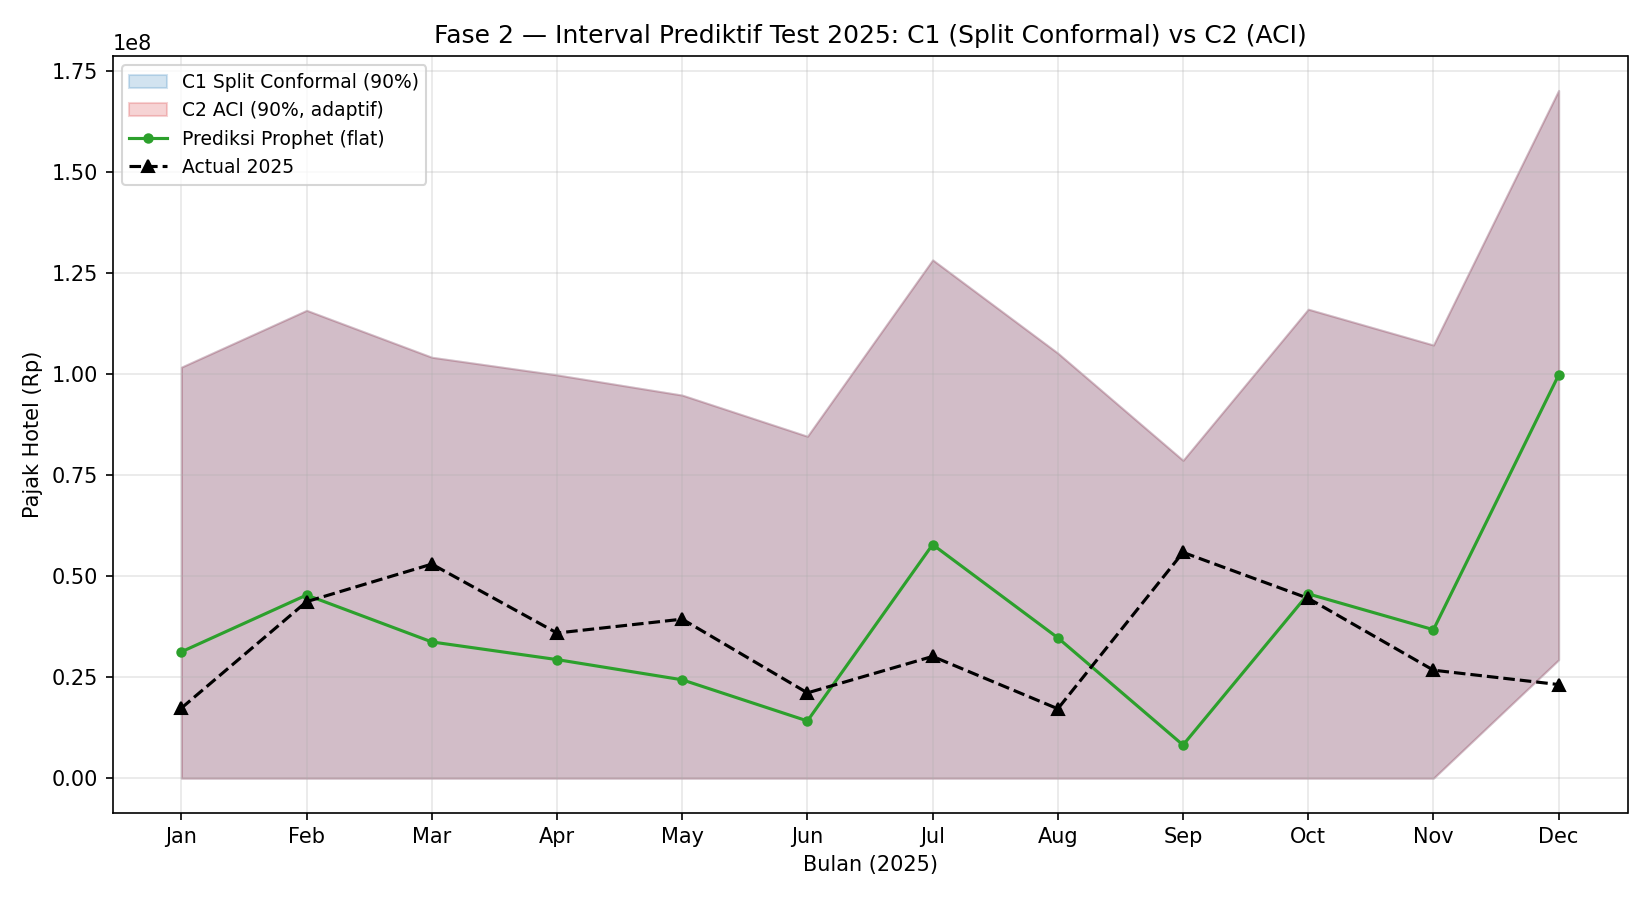 Fase 2 — Interval Prediktif Test 2025: C1 (Split Conformal) vs C2 (ACI)
1e8
C1 Split Conformal (90%)
C2 ACI (90%, adaptif)
Prediksi Prophet (flat)
Actual 2025
Pajak Hotel (Rp)
1.75
1.50
1.25
1.00
0.75
0.50
0.25
0.00
Jan Feb Mar Apr May Jun Jul Aug Sep Oct Nov Dec
Bulan (2025)